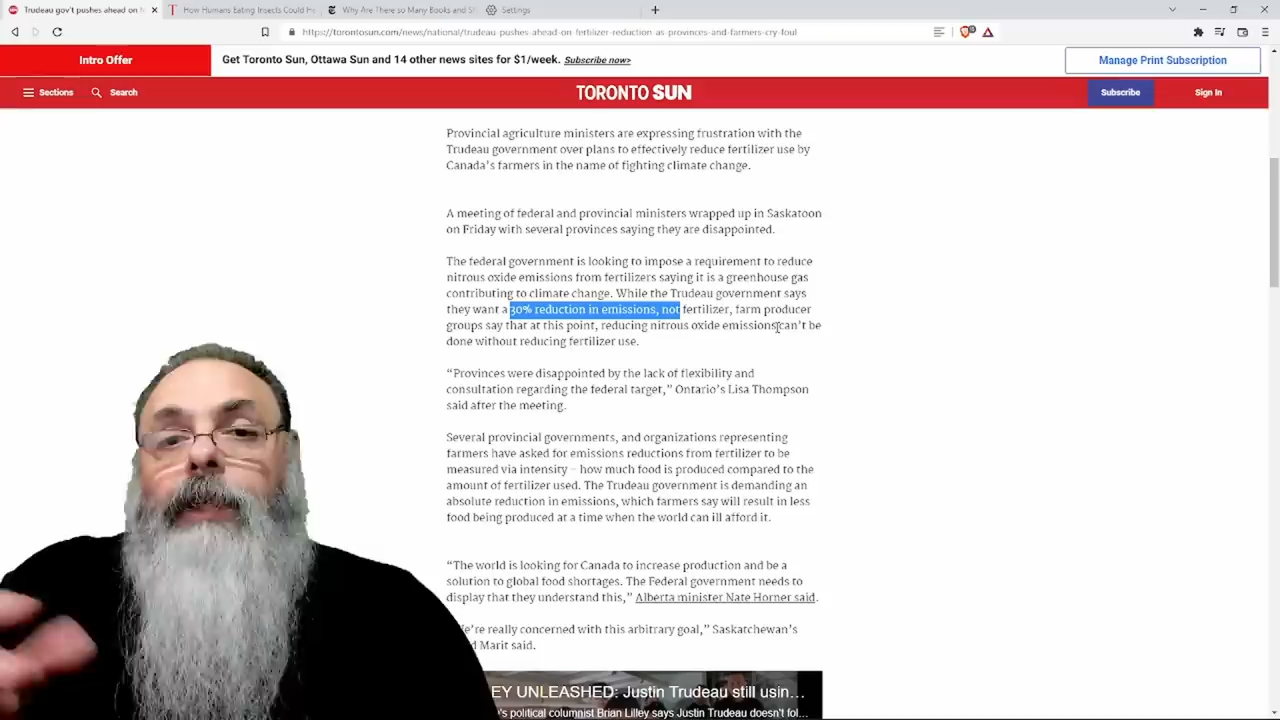 Trudeau gov't pushes ahead on
How Humans Eating Insects Could He
Why Are There so Many Books and Sh
Settings
https://torontosun.com/news/national/trudeau-pushes-ahead-on-fertilizer-reduction-as-provinces-and-farmers-cry-foul
Intro Offer
Get Toronto Sun, Ottawa Sun and 14 other news sites for $1/week. Subscribe now>
Manage Print Subscription
Sections
Search
TORONTO SUN
Subscribe
Sign In
Provincial agriculture ministers are expressing frustration with the
Trudeau government over plans to effectively reduce fertilizer use by
Canada's farmers in the name of fighting climate change.
A meeting of federal and provincial ministers wrapped up in Saskatoon
on Friday with several provinces saying they are disappointed.
The federal government is looking to impose a requirement to reduce
nitrous oxide emissions from fertilizers saying it is a greenhouse gas
contributing to climate change. While the Trudeau government says
they want a 30% reduction in emissions, not fertilizer, farm producer
groups say that at this point, reducing nitrous oxide emissions can't be
done without reducing fertilizer use.
“Provinces were disappointed by the lack of flexibility and
consultation regarding the federal target,” Ontario's Lisa Thompson
said after the meeting.
Several provincial governments, and organizations representing
farmers have asked for emissions reductions from fertilizer to be
measured via intensity – how much food is produced compared to the
amount of fertilizer used. The Trudeau government is demanding an
absolute reduction in emissions, which farmers say will result in less
food being produced at a time when the world can ill afford it.
“The world is looking for Canada to increase production and be a
solution to global food shortages. The Federal government needs to
display that they understand this,” Alberta minister Nate Horner said.
're really concerned with this arbitrary goal,” Saskatchewan's
Marit said.
EY UNLEASHED: Justin Trudeau still usin...
's political columnist Brian Lilley says Justin Trudeau doesn't fol...